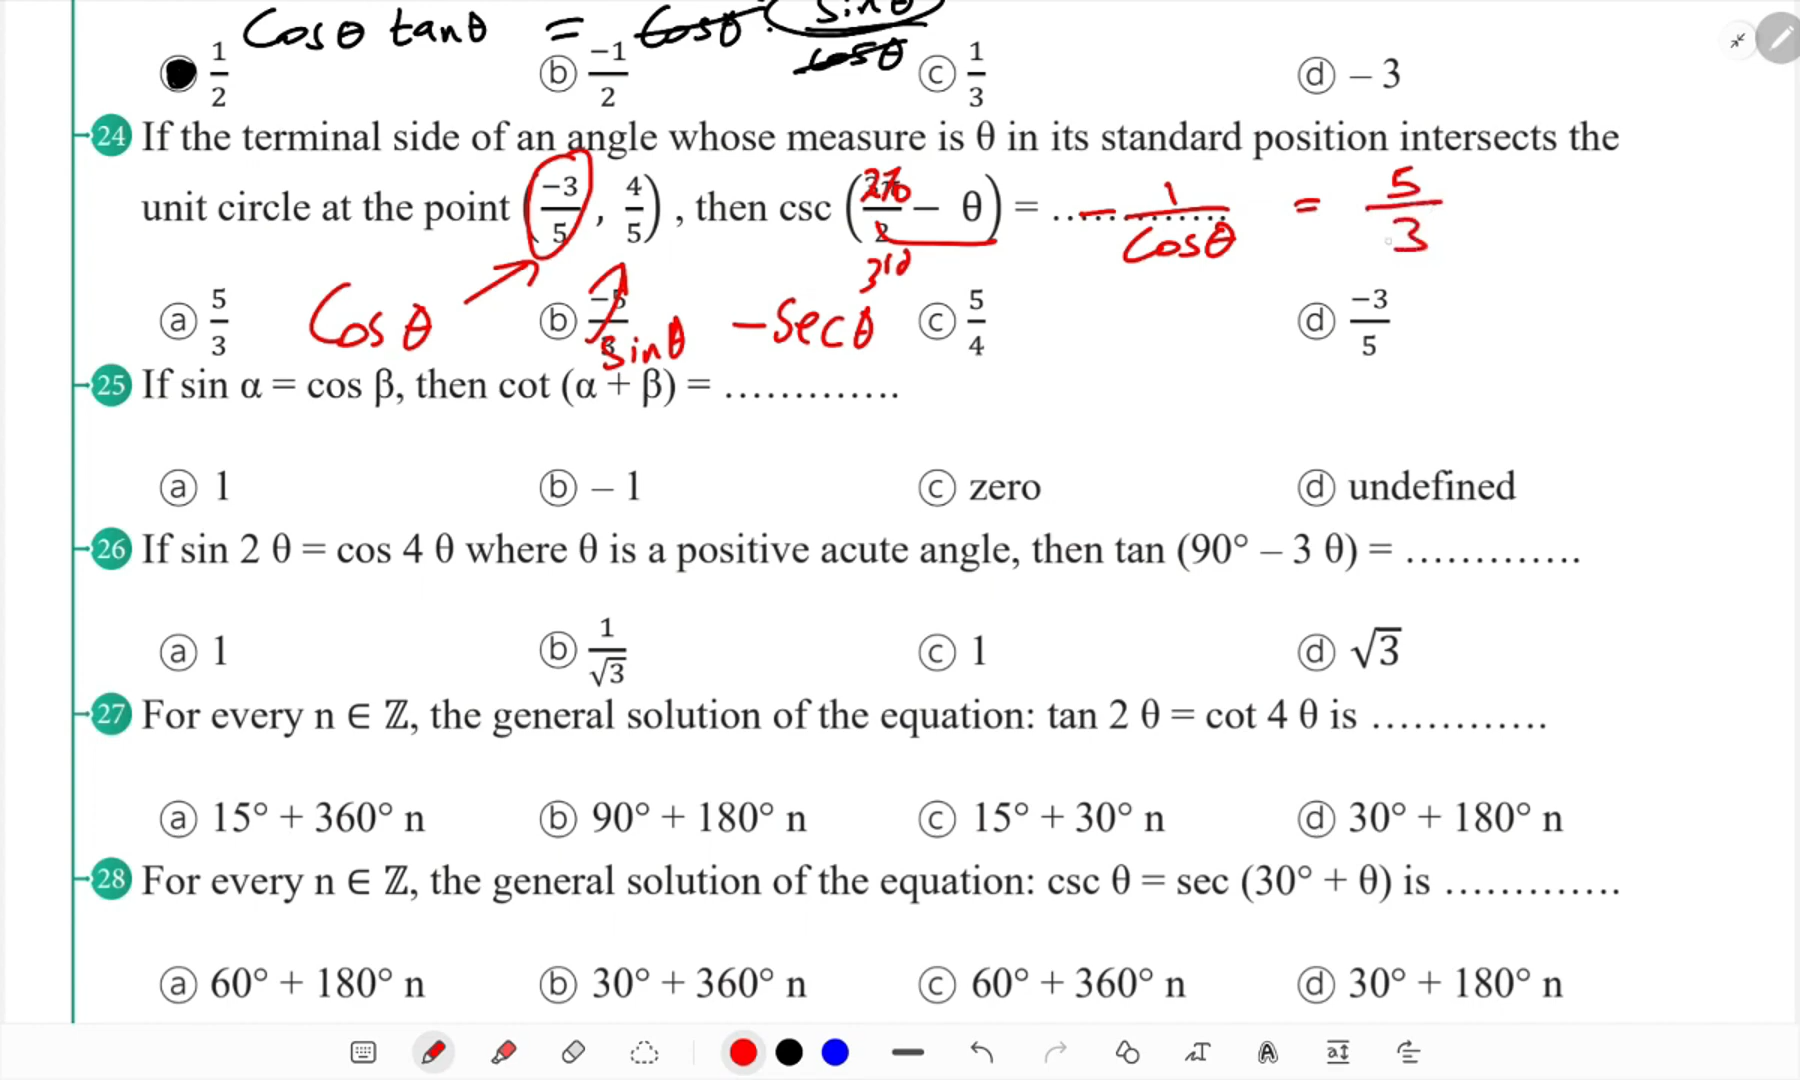 Cosθ tanθ = Cosθ · (sinθ / cosθ)
1/2 ⓑ -1/2 ⓒ 1/3 ⓓ – 3
24 If the terminal side of an angle whose measure is θ in its standard position intersects the
unit circle at the point (-3/5 , 4/5) , then csc ( /2 – θ) = ............
270
- 1/Cosθ = 5/3
3rd
ⓐ 5/3 ⓑ ⓒ 5/4 ⓓ -3/5
Cosθ sinθ -Secθ
25 If sin α = cos β, then cot (α + β) = .............
ⓐ 1 ⓑ – 1 ⓒ zero ⓓ undefined
26 If sin 2 θ = cos 4 θ where θ is a positive acute angle, then tan (90° – 3 θ) = .............
ⓐ 1 ⓑ 1/√3 ⓒ 1 ⓓ √3
27 For every n ∈ ℤ, the general solution of the equation: tan 2 θ = cot 4 θ is .............
ⓐ 15° + 360° n ⓑ 90° + 180° n ⓒ 15° + 30° n ⓓ 30° + 180° n
28 For every n ∈ ℤ, the general solution of the equation: csc θ = sec (30° + θ) is .............
ⓐ 60° + 180° n ⓑ 30° + 360° n ⓒ 60° + 360° n ⓓ 30° + 180° n